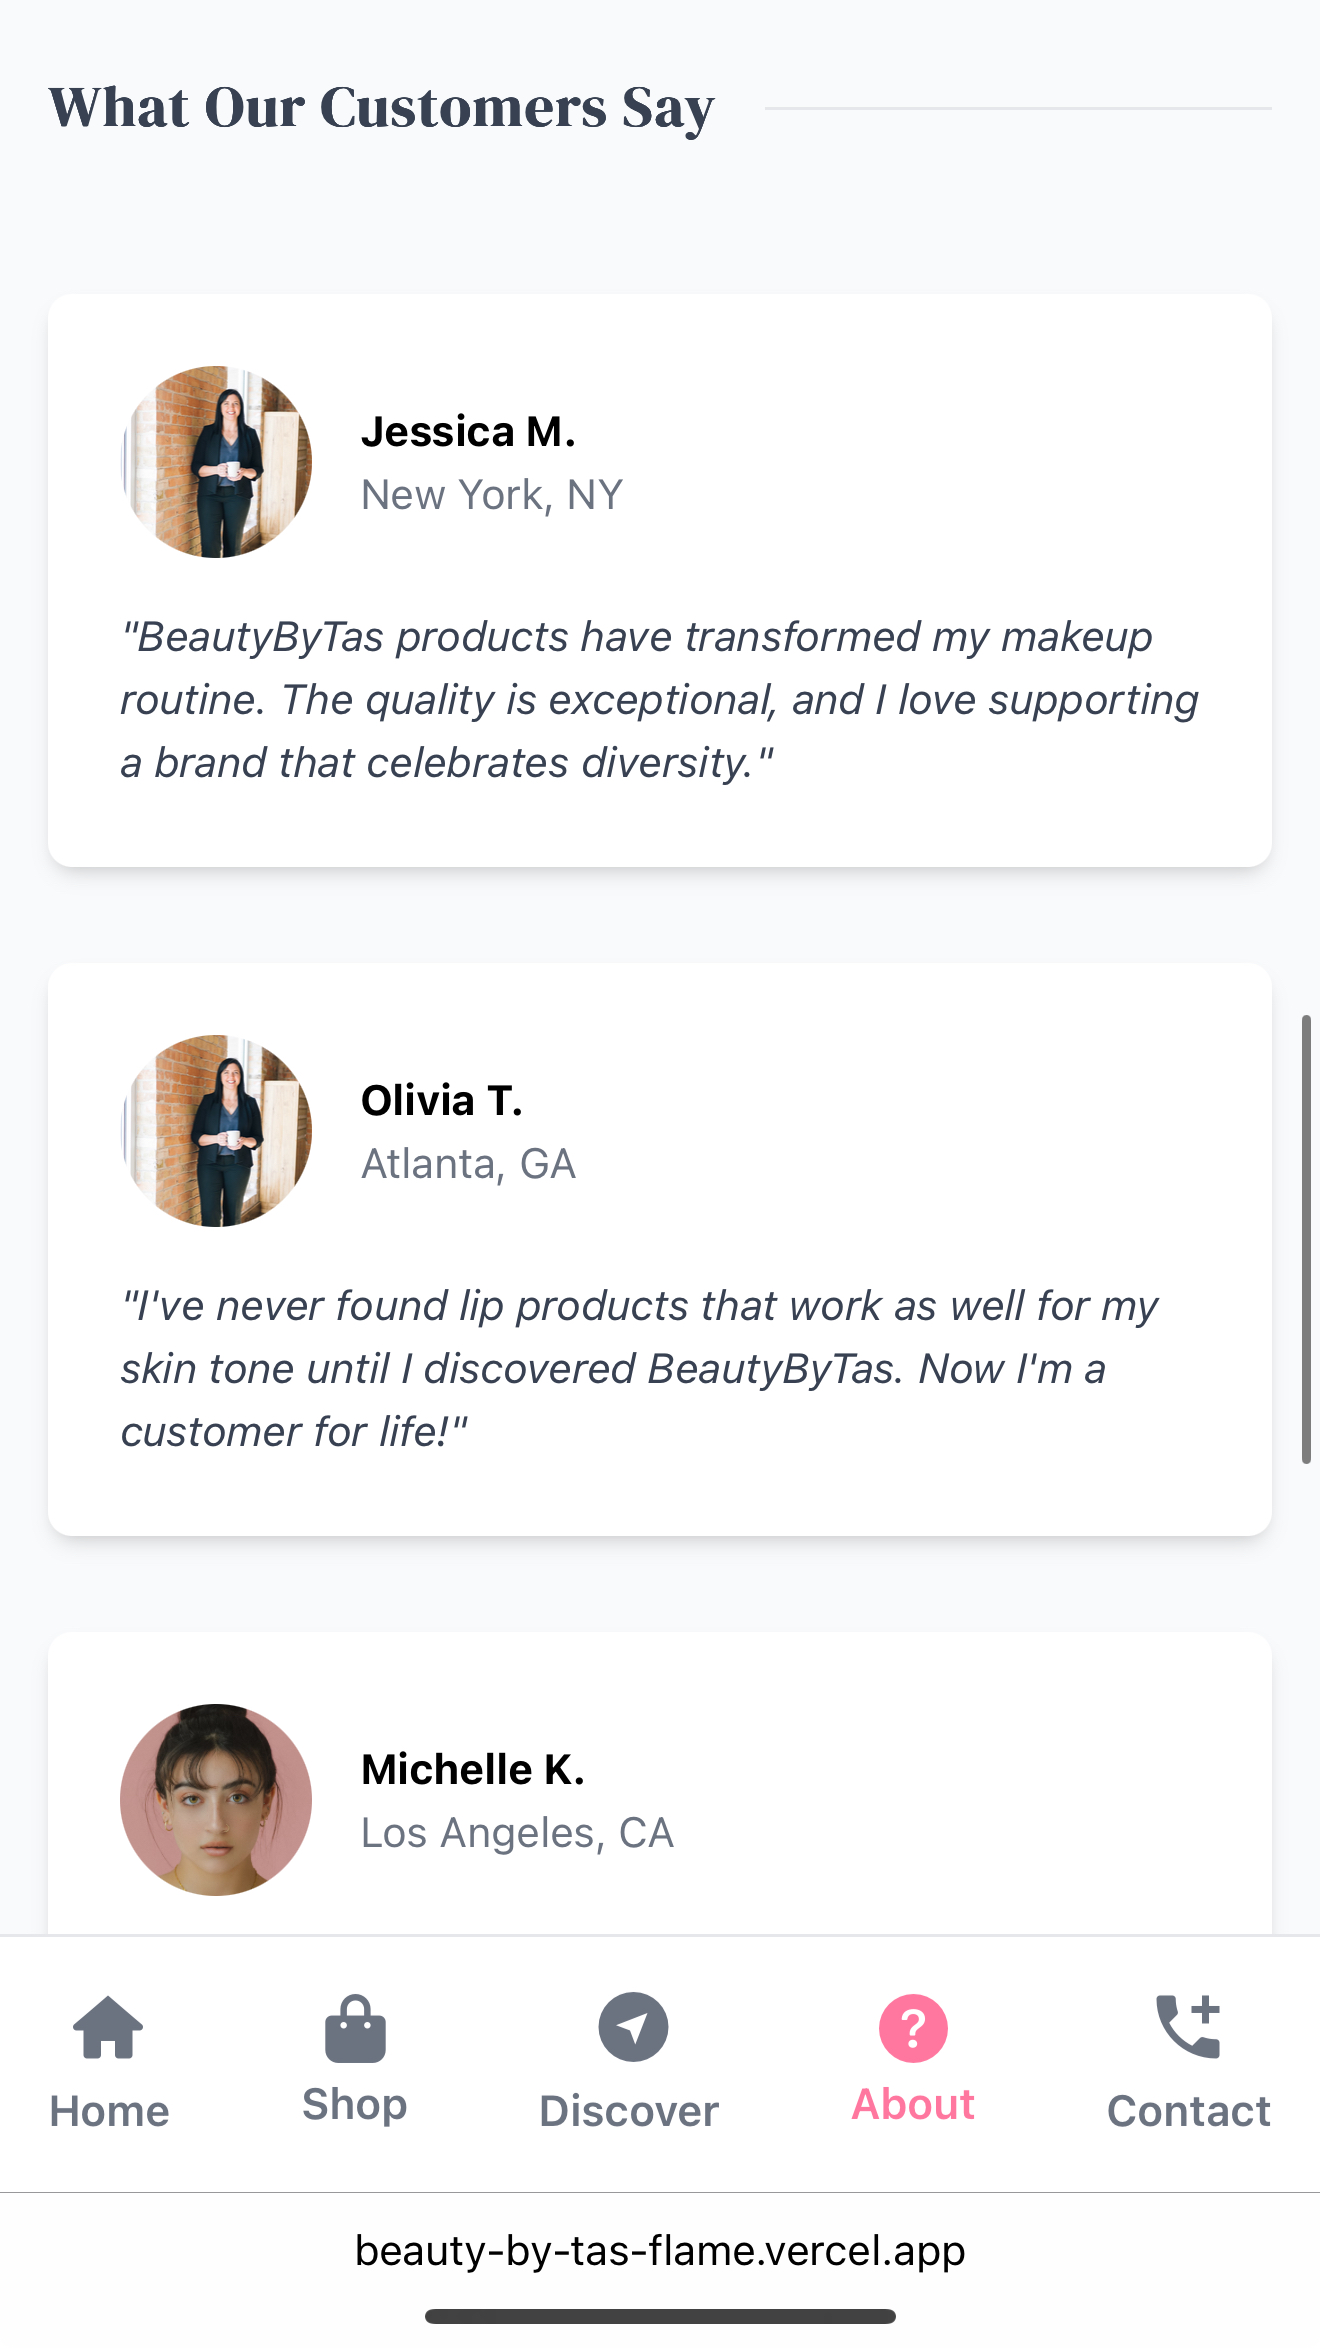 What Our Customers Say
Jessica M.
New York, NY
"BeautyByTas products have transformed my makeup
routine. The quality is exceptional, and I love supporting
a brand that celebrates diversity."
Olivia T.
Atlanta, GA
"I've never found lip products that work as well for my
skin tone until I discovered BeautyByTas. Now I'm a
customer for life!"
Michelle K.
Los Angeles, CA
Home Shop Discover About Contact
beauty-by-tas-flame.vercel.app